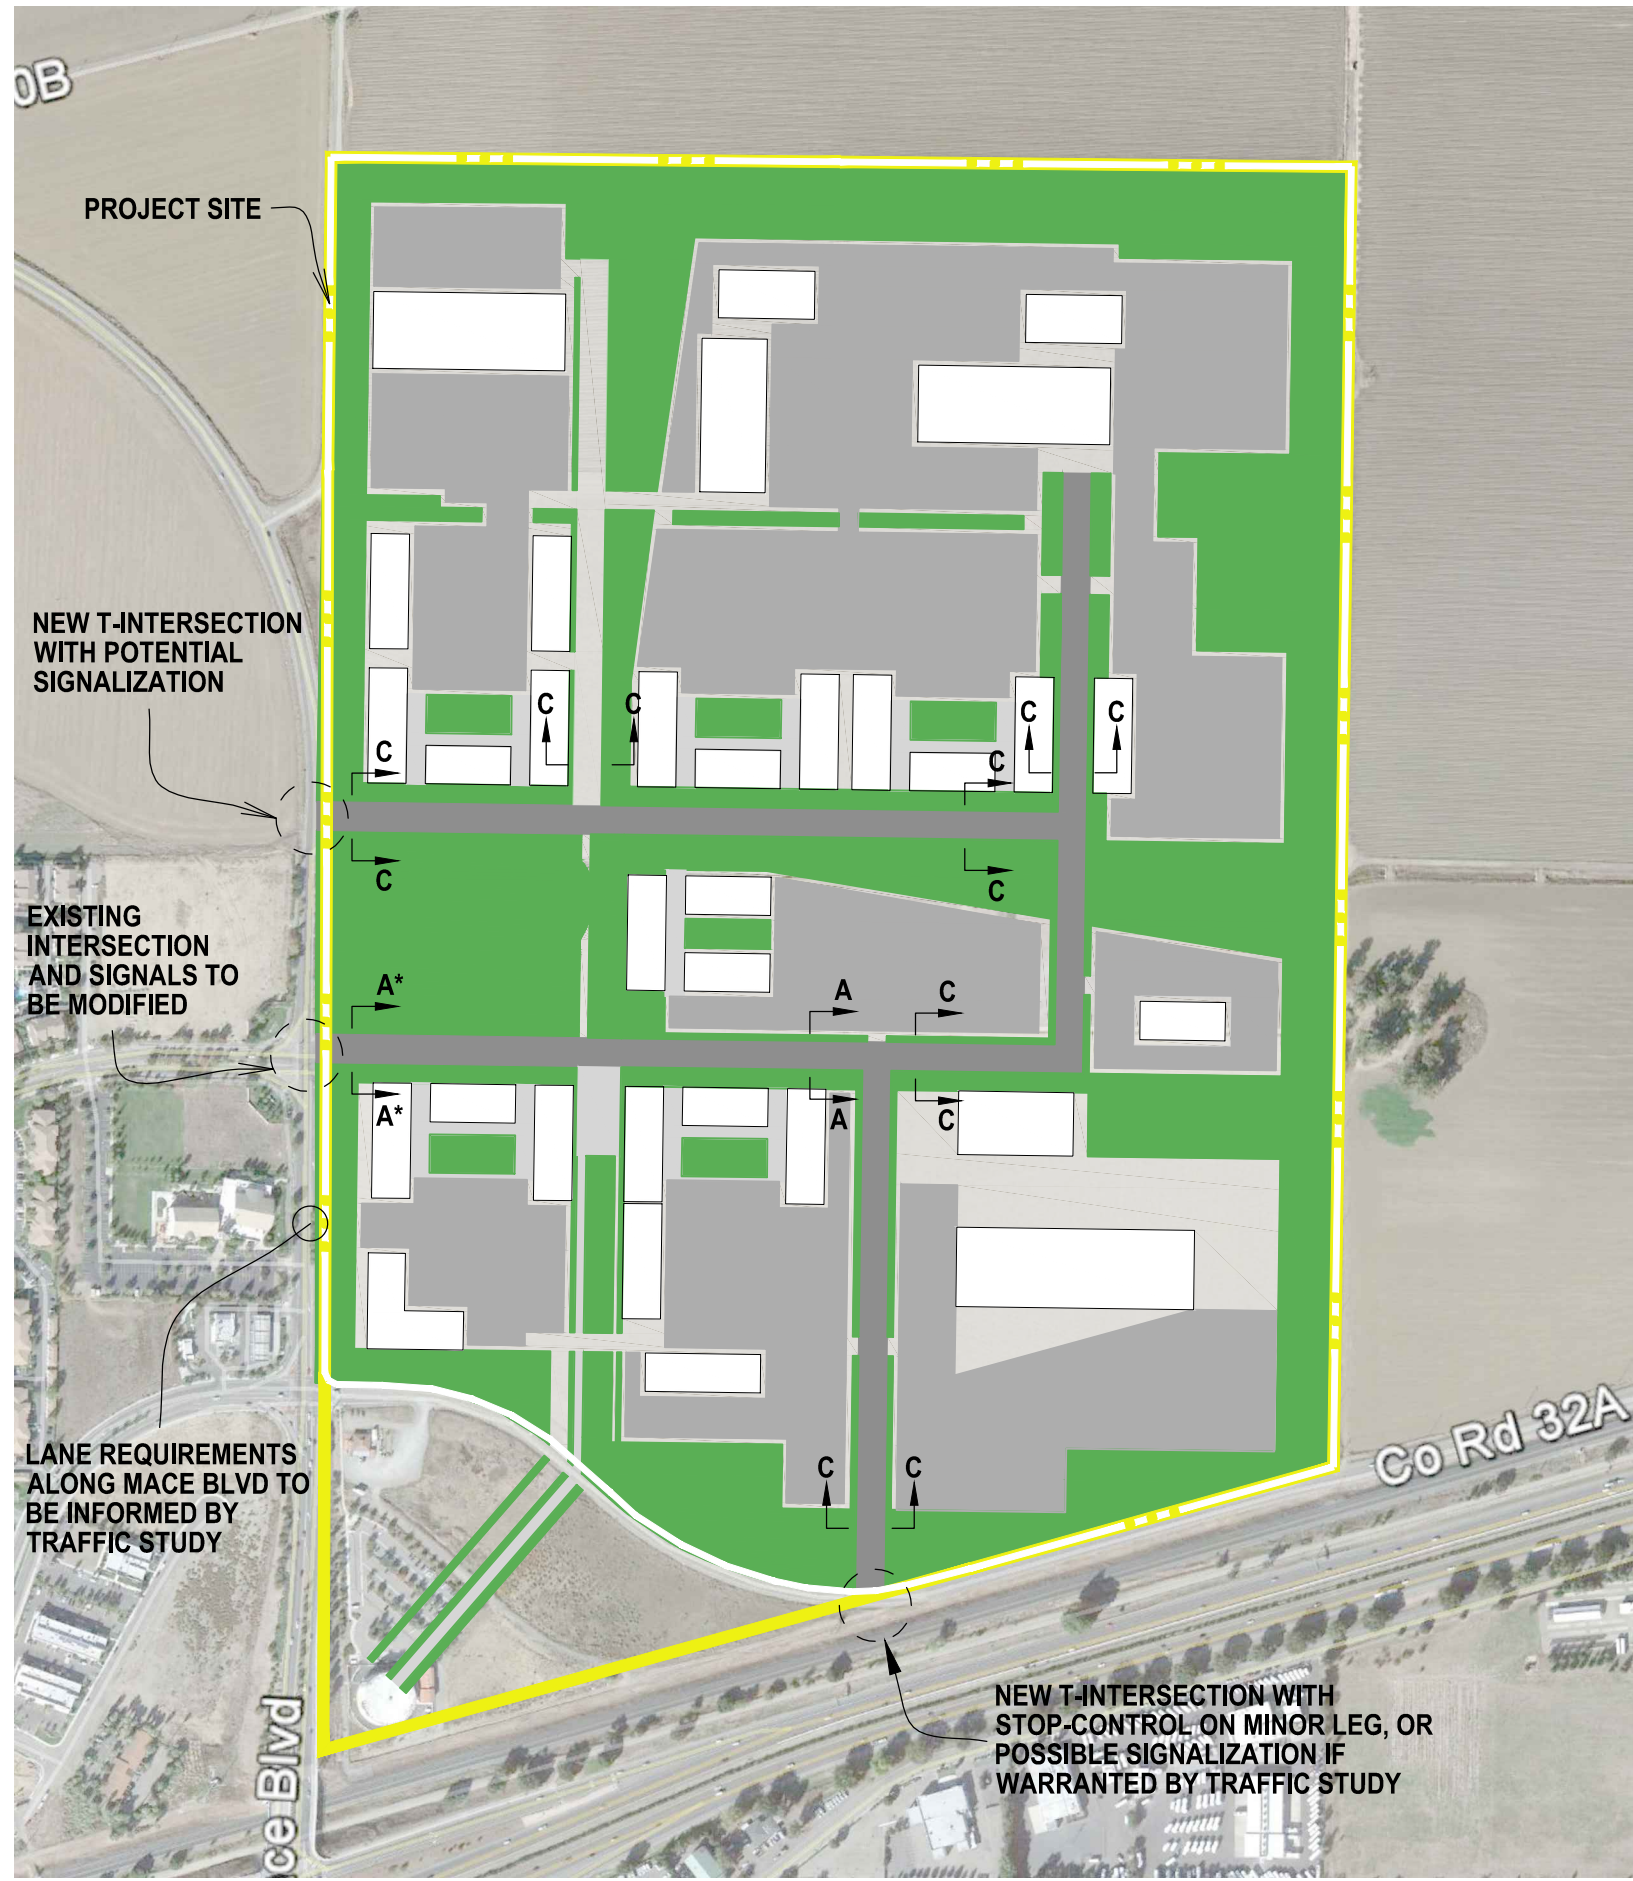 0B
PROJECT SITE
NEW T-INTERSECTION
WITH POTENTIAL
SIGNALIZATION
C
C
C
C
C
C
C
C
EXISTING
INTERSECTION
AND SIGNALS TO
BE MODIFIED
A*
A
C
A*
A
C
LANE REQUIREMENTS
ALONG MACE BLVD TO
BE INFORMED BY
TRAFFIC STUDY
C
C
Co Rd 32A
NEW T-INTERSECTION WITH
STOP-CONTROL ON MINOR LEG, OR
POSSIBLE SIGNALIZATION IF
WARRANTED BY TRAFFIC STUDY
ce Blvd